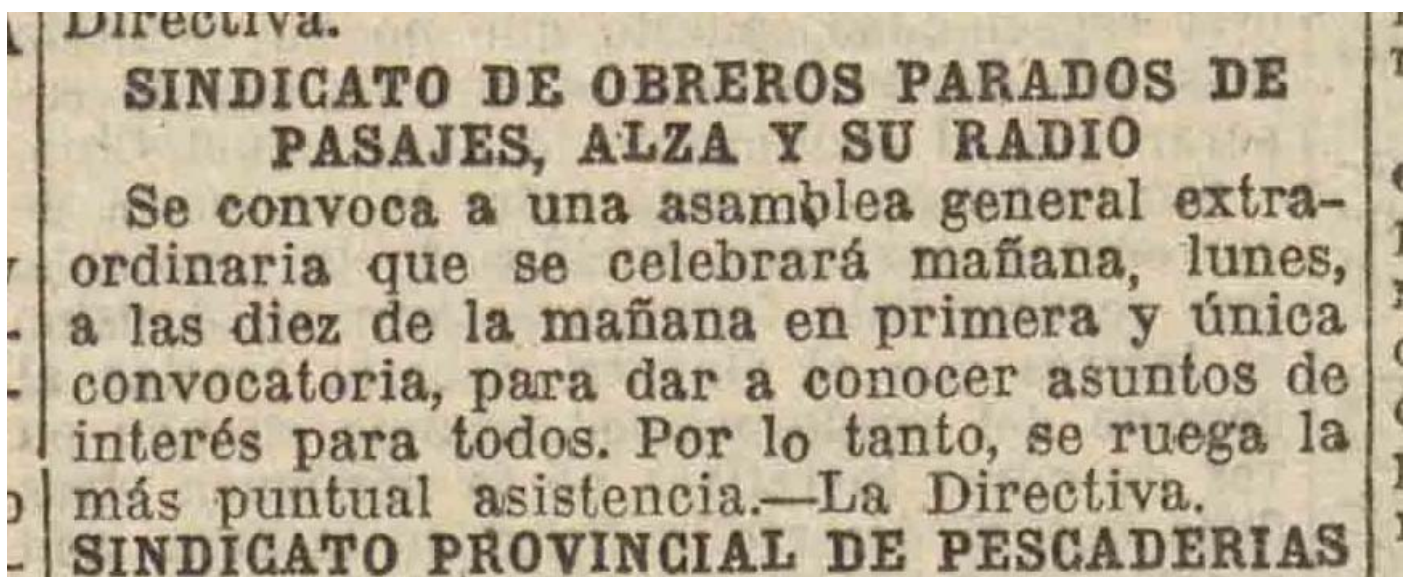 Directiva.
SINDICATO DE OBREROS PARADOS DE
PASAJES, ALZA Y SU RADIO
Se convoca a una asamblea general extra-
ordinaria que se celebrará mañana, lunes,
a las diez de la mañana en primera y única
convocatoria, para dar a conocer asuntos de
interés para todos. Por lo tanto, se ruega la
más puntual asistencia.—La Directiva.
SINDICATO PROVINCIAL DE PESCADERIAS